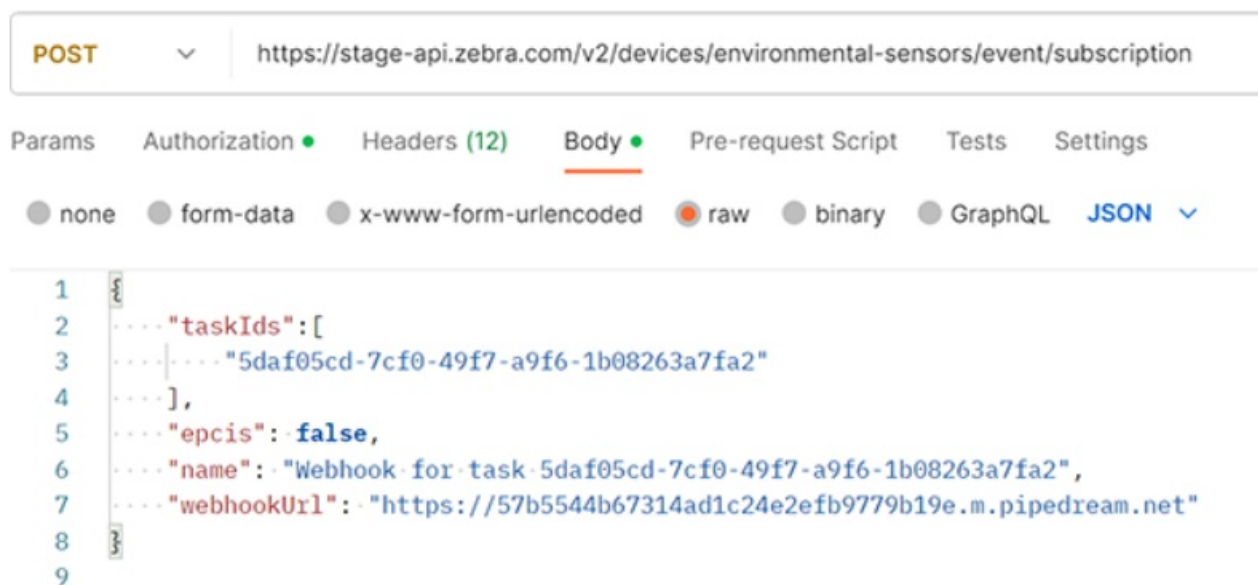 POST https://stage-api.zebra.com/v2/devices/environmental-sensors/event/subscription
Params Authorization Headers (12) Body Pre-request Script Tests Settings
none form-data x-www-form-urlencoded raw binary GraphQL JSON
1 {
2 "taskIds":[
3 "5daf05cd-7cf0-49f7-a9f6-1b08263a7fa2"
4 ],
5 "epcis": false,
6 "name": "Webhook for task 5daf05cd-7cf0-49f7-a9f6-1b08263a7fa2",
7 "webhookUrl": "https://57b5544b67314ad1c24e2efb9779b19e.m.pipedream.net"
8 }
9